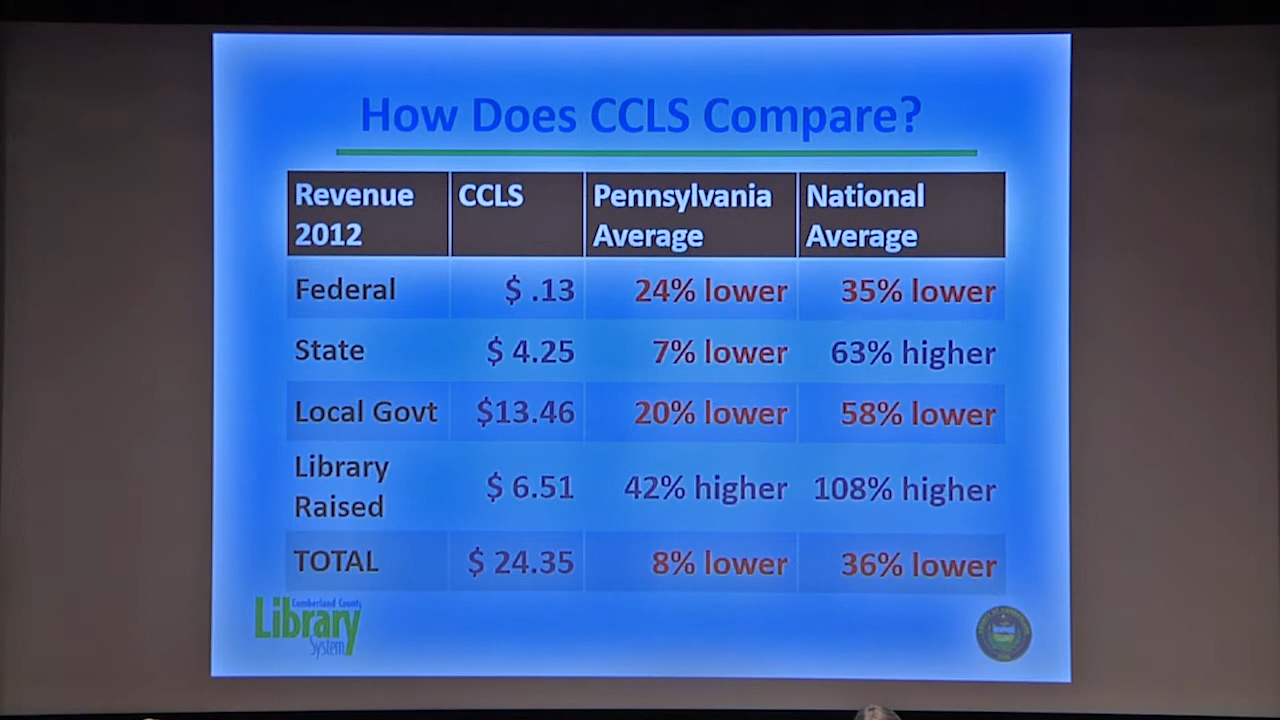 How Does CCLS Compare?
Revenue 2012 CCLS Pennsylvania Average National Average
Federal $ .13 24% lower 35% lower
State $ 4.25 7% lower 63% higher
Local Govt $13.46 20% lower 58% lower
Library Raised $ 6.51 42% higher 108% higher
TOTAL $ 24.35 8% lower 36% lower
Cumberland County
Library
System